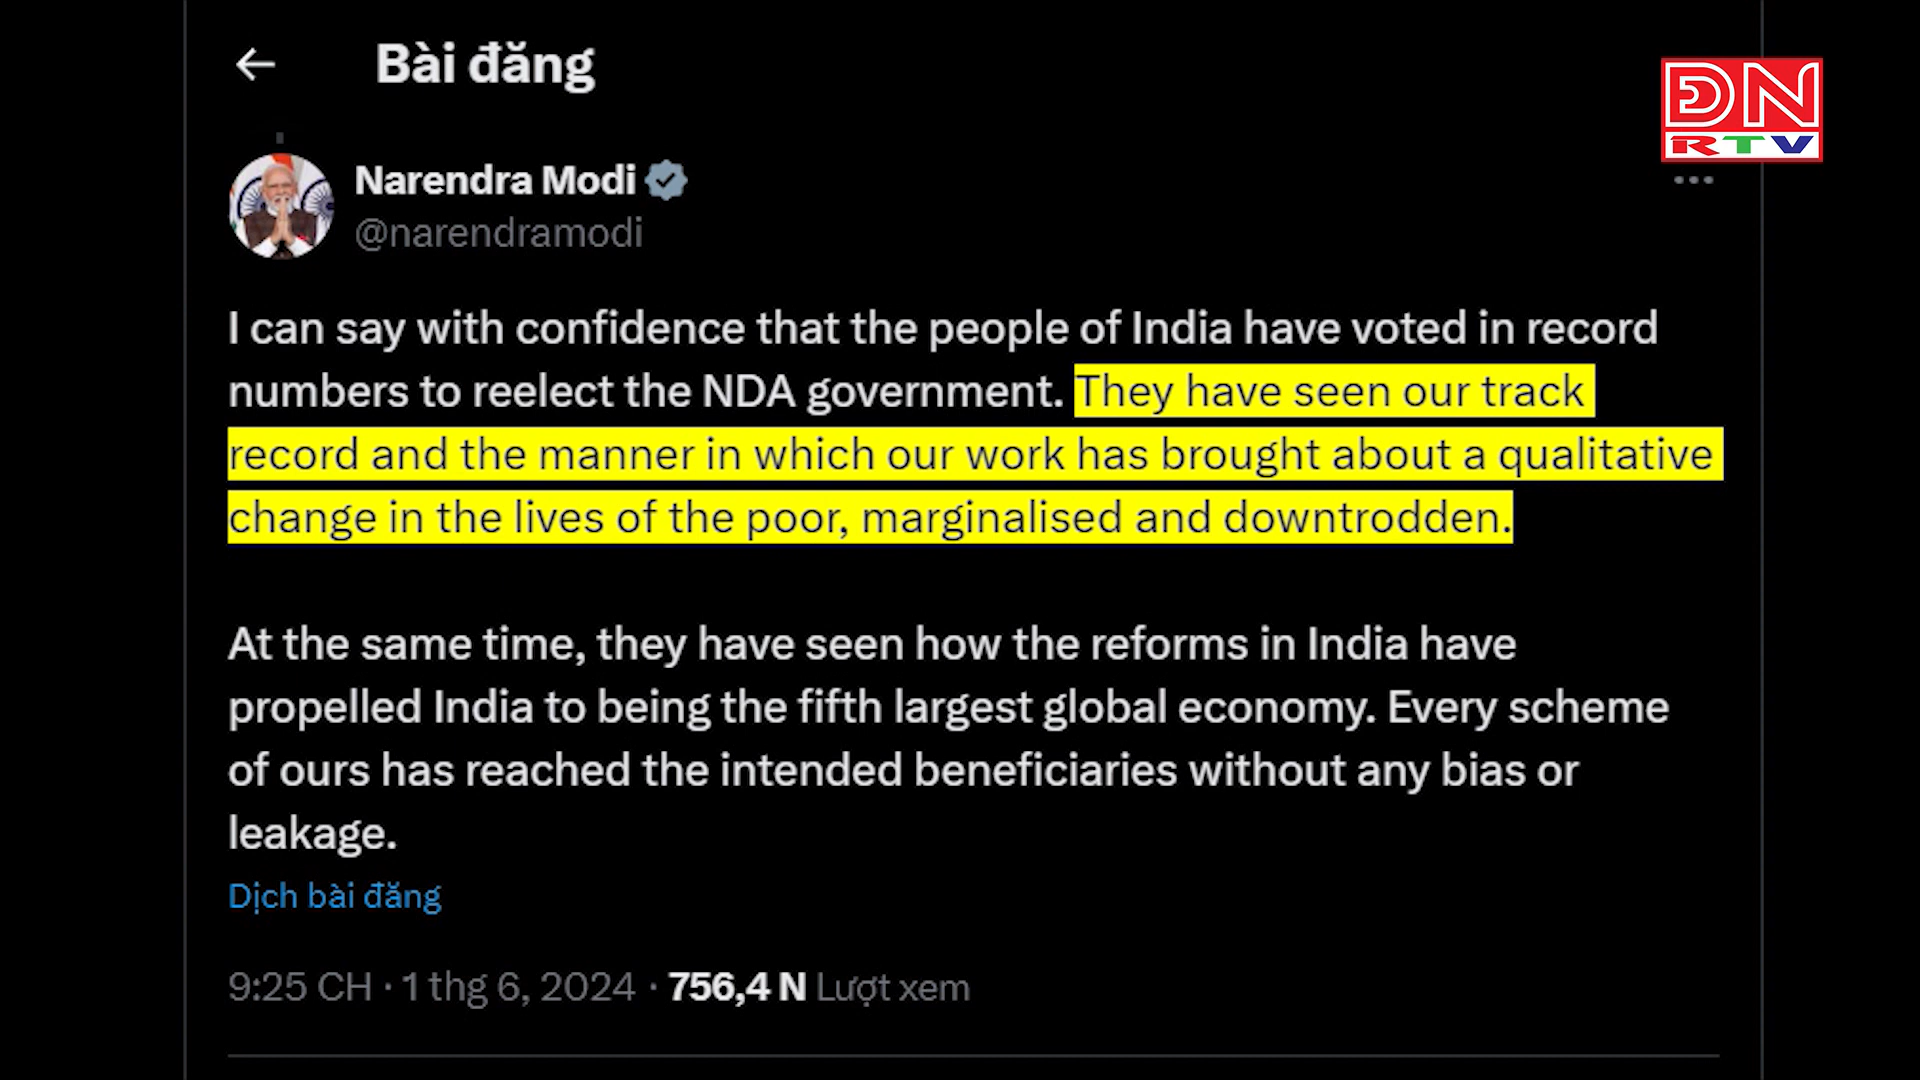 Bài đăng
DN
RTV
Narendra Modi
@narendramodi
I can say with confidence that the people of India have voted in record
numbers to reelect the NDA government. They have seen our track
record and the manner in which our work has brought about a qualitative
change in the lives of the poor, marginalised and downtrodden.
At the same time, they have seen how the reforms in India have
propelled India to being the fifth largest global economy. Every scheme
of ours has reached the intended beneficiaries without any bias or
leakage.
Dịch bài đăng
9:25 CH · 1 thg 6, 2024 · 756,4 N Lượt xem